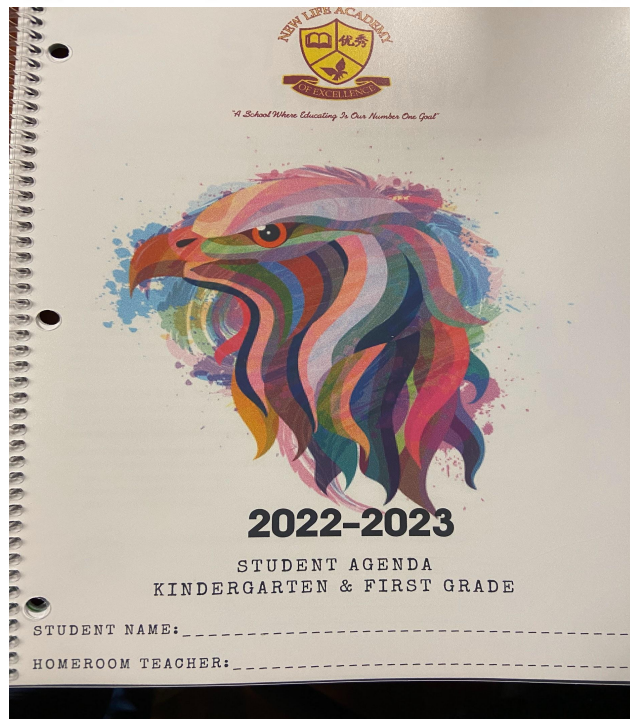 NEW LIFE ACADEMY
优秀
OF EXCELLENCE
"A School Where Educating Is Our Number One Goal"
2022-2023
STUDENT AGENDA
KINDERGARTEN & FIRST GRADE
STUDENT NAME:
HOMEROOM TEACHER: